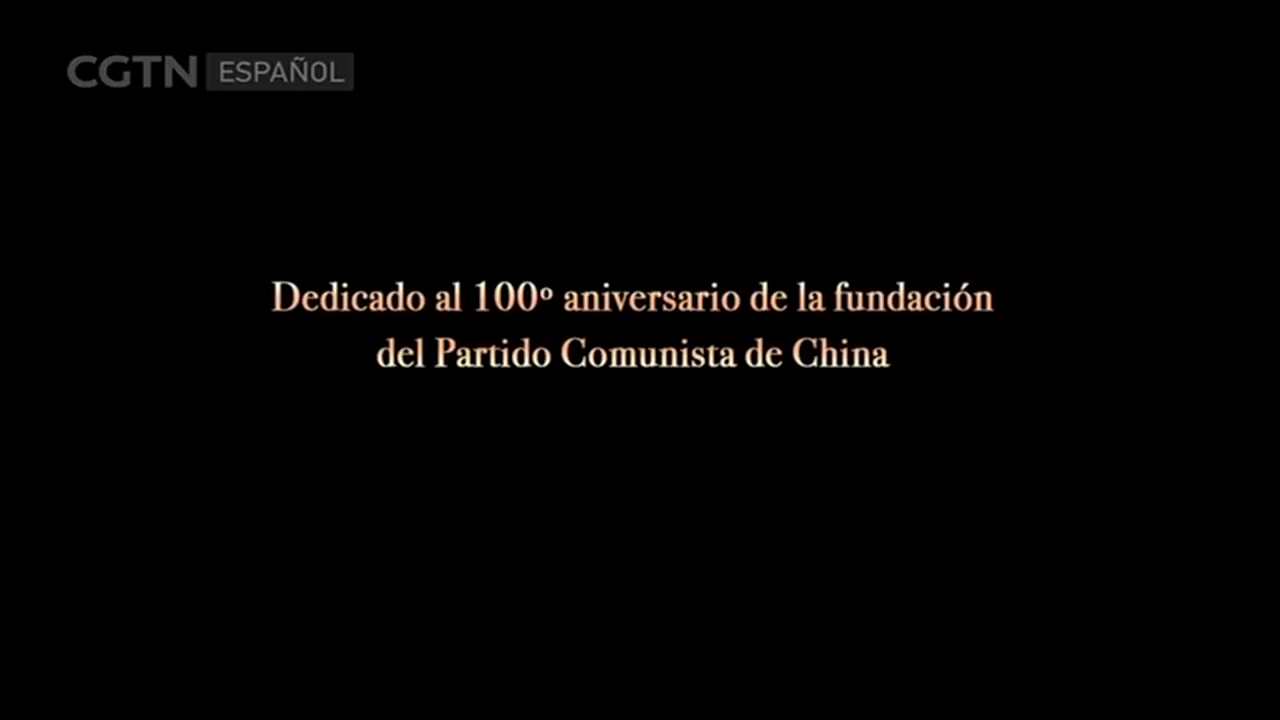 CGTN ESPAÑOL
Dedicado al 100º aniversario de la fundación
del Partido Comunista de China